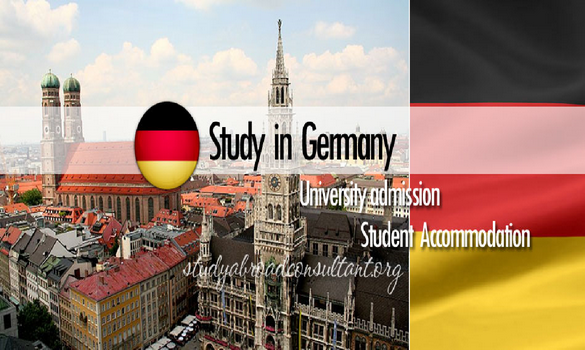 Study in Germany
University admission
Student Accommodation
studyabroadconsultant.org